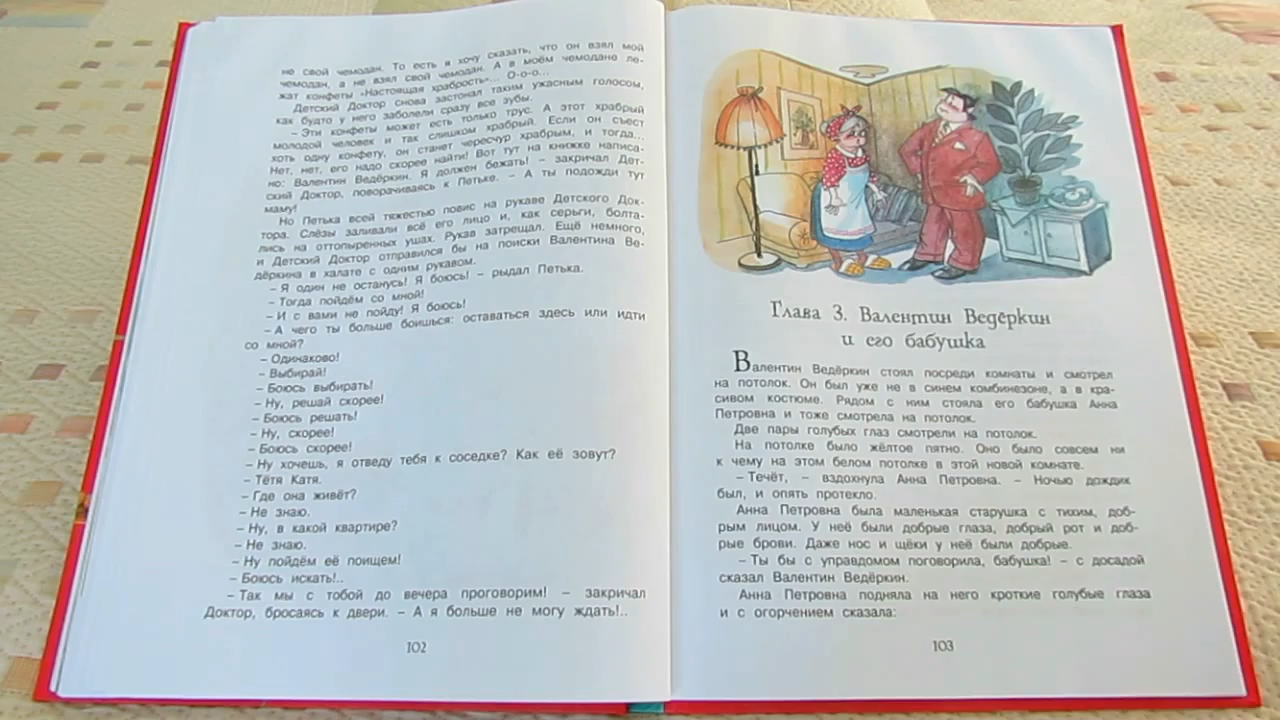 не свой чемодан. То есть я хочу сказать, что он взял мой
чемодан, а не взял свой чемодан. А в моём чемодане ле-
жат конфеты «Настоящая храбрость»... О-о-о...
Детский Доктор снова застонал таким ужасным голосом,
как будто у него заболели сразу все зубы.
– Эти конфеты может есть только трус. А этот храбрый
молодой человек и так слишком храбрый. Если он съест
хоть одну конфету, он станет чересчур храбрым, и тогда...
Нет, нет, его надо скорее найти! Вот тут на книжке написа-
но: Валентин Ведёркин. Я должен бежать! – закричал Дет-
ский Доктор, поворачиваясь к Петьке. – А ты подожди тут
маму!
Но Петька всей тяжестью повис на рукаве Детского Док-
тора. Слёзы заливали всё его лицо и, как серьги, болта-
лись на оттопыренных ушах. Рукав затрещал. Ещё немного,
и Детский Доктор отправился бы на поиски Валентина Ве-
дёркина в халате с одним рукавом.
– Я один не останусь! Я боюсь! – рыдал Петька.
– Тогда пойдём со мной!
– И с вами не пойду! Я боюсь!
– А чего ты больше боишься: оставаться здесь или идти
со мной?
– Одинаково!
– Выбирай!
– Боюсь выбирать!
– Ну, решай скорее!
– Боюсь решать!
– Ну, скорее!
– Боюсь скорее!
– Ну хочешь, я отведу тебя к соседке? Как её зовут?
– Тётя Катя.
– Где она живёт?
– Не знаю.
– Ну, в какой квартире?
– Не знаю.
– Ну пойдём её поищем!
– Боюсь искать!..
– Так мы с тобой до вечера проговорим! – закричал
Доктор, бросаясь к двери. – А я больше не могу ждать!..
102
Глава 3. Валентин Ведёркин
и его бабушка
Валентин Ведёркин стоял посреди комнаты и смотрел
на потолок. Он был уже не в синем комбинезоне, а в кра-
сивом костюме. Рядом с ним стояла его бабушка Анна
Петровна и тоже смотрела на потолок.
Две пары голубых глаз смотрели на потолок.
На потолке было жёлтое пятно. Оно было совсем ни
к чему на этом белом потолке в этой новой комнате.
– Течёт, – вздохнула Анна Петровна. – Ночью дождик
был, и опять протекло.
Анна Петровна была маленькая старушка с тихим, доб-
рым лицом. У неё были добрые глаза, добрый рот и доб-
рые брови. Даже нос и щёки у неё были добрые.
– Ты бы с управдомом поговорила, бабушка! – с досадой
сказал Валентин Ведёркин.
Анна Петровна подняла на него кроткие голубые глаза
и с огорчением сказала:
103